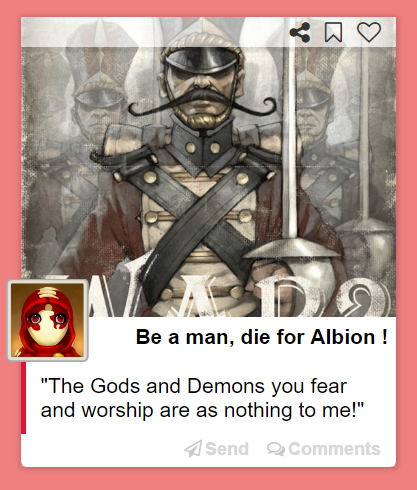 WAR?
Be a man, die for Albion !
"The Gods and Demons you fear
and worship are as nothing to me!"
Send Comments